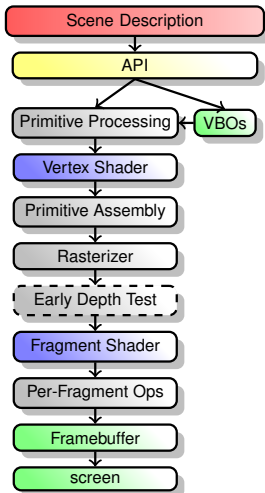 Scene Description
API
Primitive Processing
VBOs
Vertex Shader
Primitive Assembly
Rasterizer
Early Depth Test
Fragment Shader
Per-Fragment Ops
Framebuffer
screen